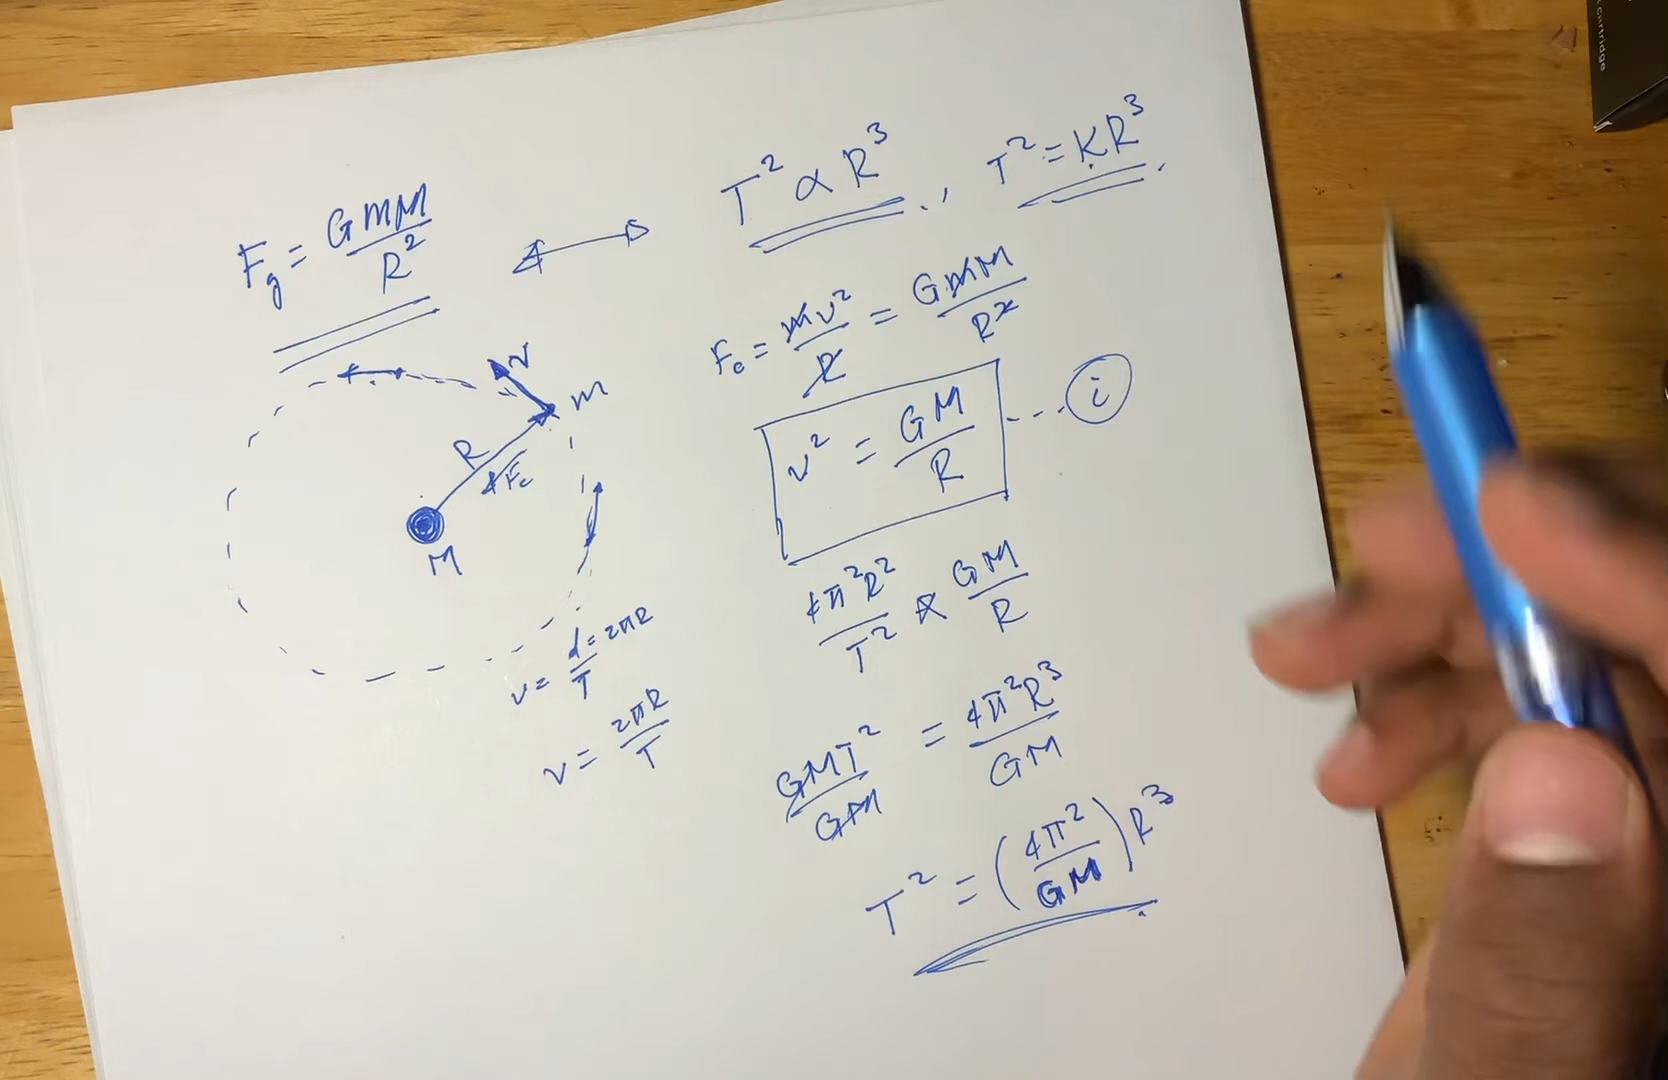 Cartridge
T² ∝ R³, T² = KR³
Fg = GmM/R²
Fc = mv²/R = GmM/R²
v
m
R
Fc
M
v² = GM/R ---- i
4π²R²/T² = GM/R
v = d/T = 2πR
v = 2πR/T
GMT²/GM = 4π²R³/GM
T² = (4π²/GM)R³